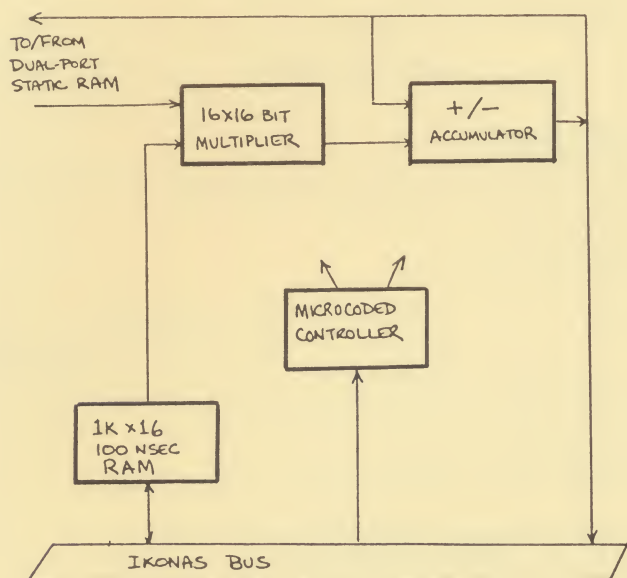 TO/FROM
DUAL-PORT
STATIC RAM
16X16 BIT
MULTIPLIER
+/-
ACCUMULATOR
MICROCODED
CONTROLLER
1K X16
100 NSEC
RAM
IKONAS BUS